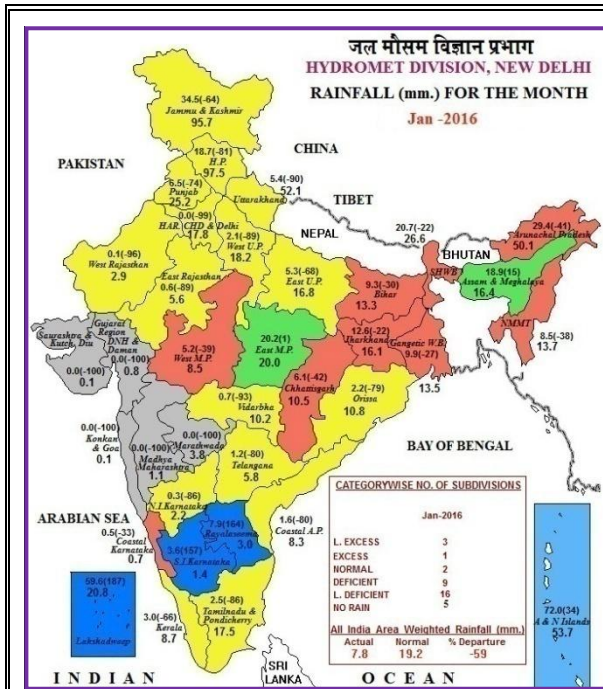 जल मौसम विज्ञान प्रभाग
HYDROMET DIVISION, NEW DELHI
RAINFALL (mm.) FOR THE MONTH
Jan -2016
34.5(-64)
Jammu & Kashmir
95.7
CHINA
18.7(-81)
H.P.
97.5
PAKISTAN
6.5(-74)
Punjab
25.2
5.4(-90)
52.1
Uttarakhand
TIBET
0.0(-99)
HAR. CHD & Delhi
17.8
2.1(-89)
West U.P.
18.2
NEPAL
20.7(-22)
26.6
SHWB
BHUTAN
29.4(-41)
Arunachal Pradesh
50.1
0.1(-96)
West Rajasthan
2.9
East Rajasthan
0.6(-89)
5.6
5.3(-68)
East U.P.
16.8
9.3(-30)
Bihar
13.3
18.9(15)
Assam & Meghalaya
16.4
NMMT
8.5(-38)
13.7
Saurashtra &
Kutch, Diu
0.0(-100)
0.1
Gujarat
Region
DNH &
Daman
0.0(-100)
0.8
5.2(-39)
West M.P.
8.5
20.2(1)
East M.P.
20.0
12.6(-22)
Jharkhand
16.1
Gangetic W.B.
9.9(-27)
13.5
6.1(-42)
Chhattisgarh
10.5
2.2(-79)
Orissa
10.8
0.7(-93)
Vidarbha
10.2
0.0(-100)
Konkan
& Goa
0.1
0.0(-100)
Madhya
Maharashtra
1.1
0.0(-100)
Marathwada
3.8
1.2(-80)
Telangana
5.8
BAY OF BENGAL
ARABIAN SEA
0.3(-86)
N.I.Karnataka
2.2
0.5(-33)
Coastal
Karnataka
0.7
7.9(164)
Rayalaseema
3.0
3.6(157)
S.I.Karnataka
1.4
1.6(-80)
Coastal A.P.
8.3
59.6(187)
20.8
Lakshadweep
3.0(-66)
Kerala
8.7
2.5(-86)
Tamilnadu &
Pondicherry
17.5
CATEGORYWISE NO. OF SUBDIVISIONS
Jan-2016
L. EXCESS 3
EXCESS 1
NORMAL 2
DEFICIENT 9
L. DEFICIENT 16
NO RAIN 5
All India Area Weighted Rainfall (mm.)
Actual Normal % Departure
7.8 19.2 -59
72.0(34)
A & N Islands
53.7
SRI
LANKA
INDIAN OCEAN